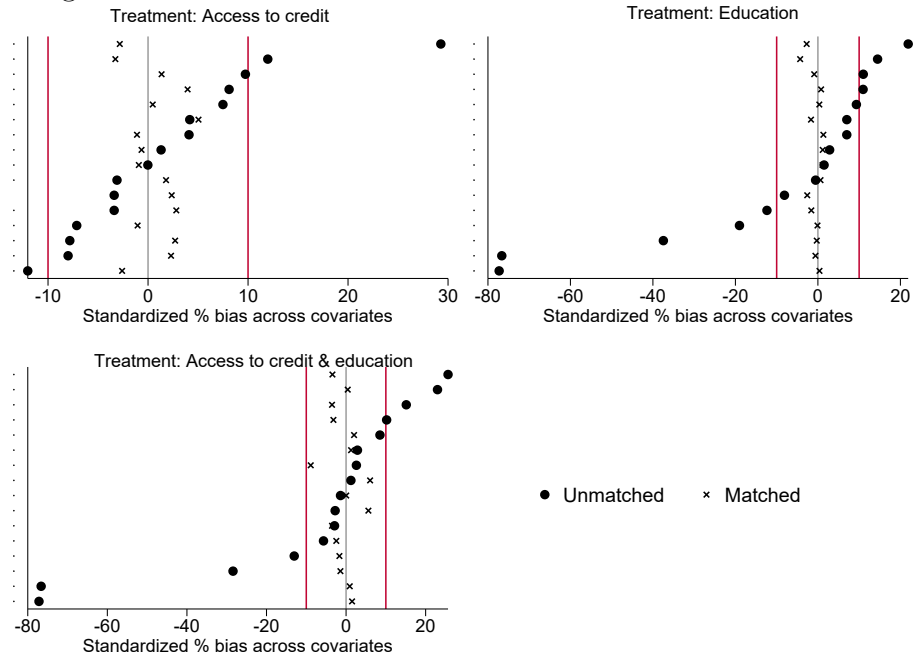 Treatment: Access to credit
-10 0 10 20 30
Standardized % bias across covariates
Treatment: Education
-80 -60 -40 -20 0 20
Standardized % bias across covariates
Treatment: Access to credit & education
-80 -60 -40 -20 0 20
Standardized % bias across covariates
Unmatched
Matched